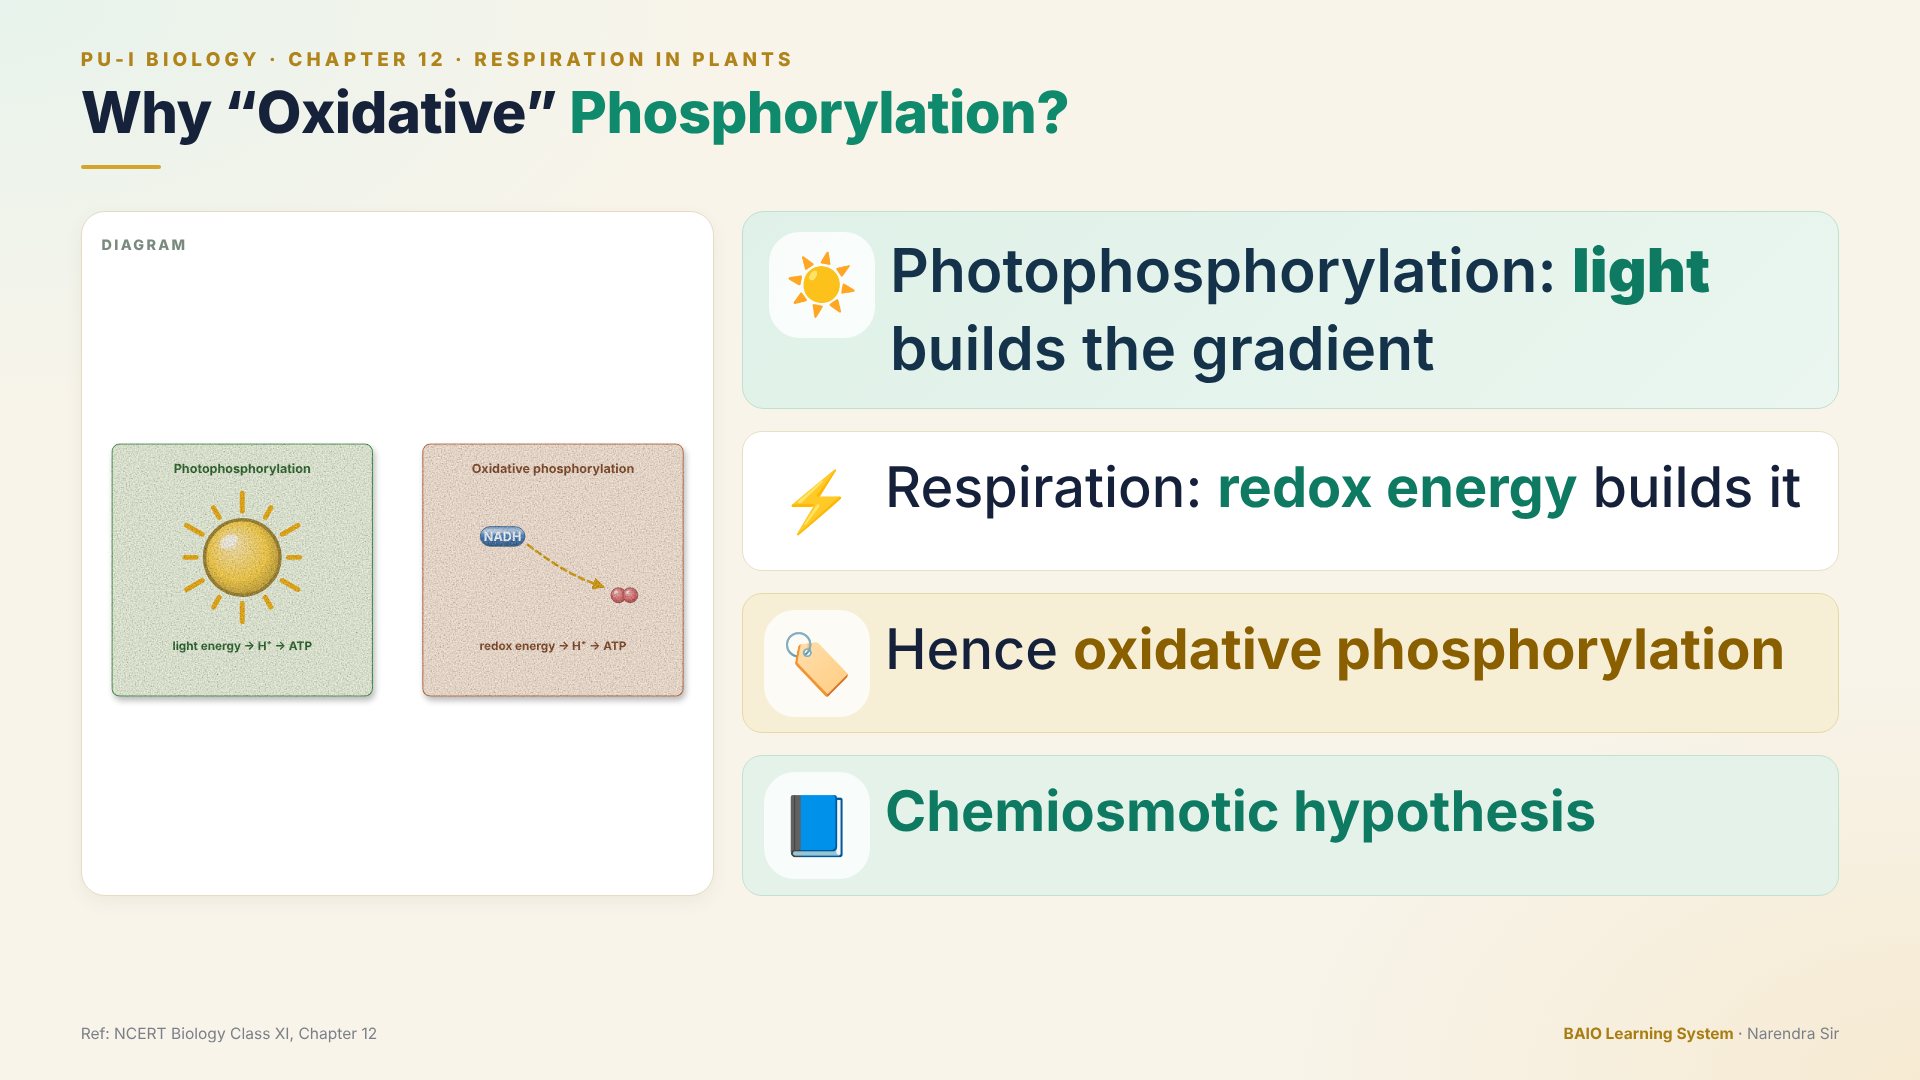 PU-I BIOLOGY · CHAPTER 12 · RESPIRATION IN PLANTS
Why “Oxidative” Phosphorylation?
DIAGRAM
Photophosphorylation
light energy → H⁺ → ATP
Oxidative phosphorylation
NADH
redox energy → H⁺ → ATP
Photophosphorylation: light
builds the gradient
Respiration: redox energy builds it
Hence oxidative phosphorylation
Chemiosmotic hypothesis
Ref: NCERT Biology Class XI, Chapter 12
BAIO Learning System · Narendra Sir